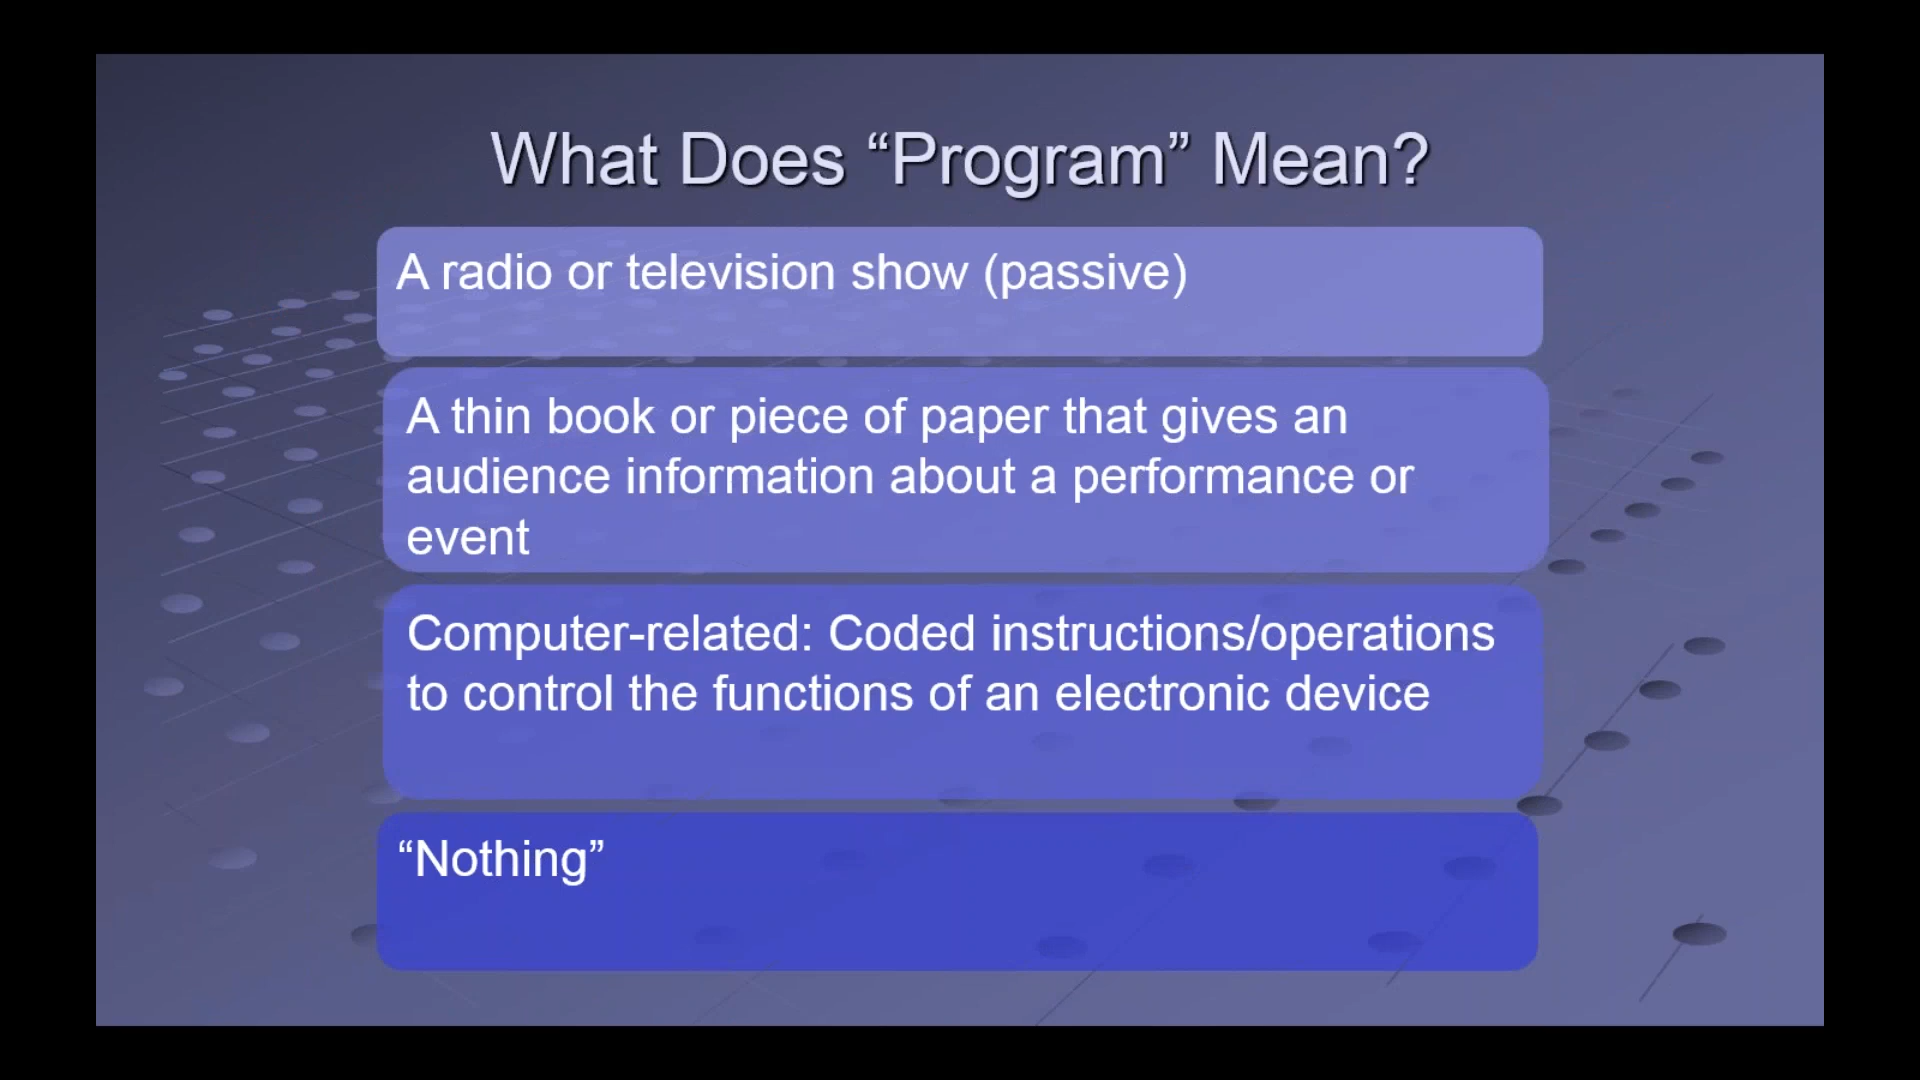 What Does “Program” Mean?
A radio or television show (passive)
A thin book or piece of paper that gives an
audience information about a performance or
event
Computer-related: Coded instructions/operations
to control the functions of an electronic device
“Nothing”